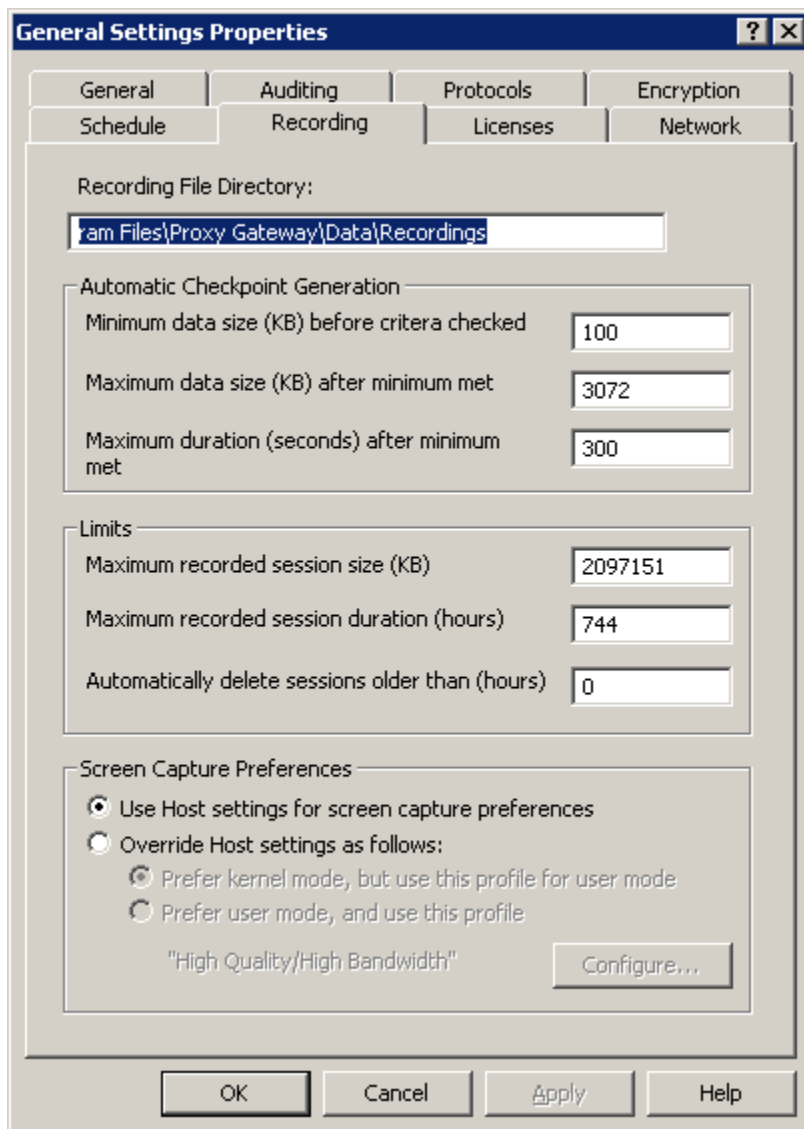 General Settings Properties
General Auditing Protocols Encryption
Schedule Recording Licenses Network
Recording File Directory:
ram Files\Proxy Gateway\Data\Recordings
Automatic Checkpoint Generation
Minimum data size (KB) before critera checked
100
Maximum data size (KB) after minimum met
3072
Maximum duration (seconds) after minimum
met
300
Limits
Maximum recorded session size (KB)
2097151
Maximum recorded session duration (hours)
744
Automatically delete sessions older than (hours)
0
Screen Capture Preferences
Use Host settings for screen capture preferences
Override Host settings as follows:
Prefer kernel mode, but use this profile for user mode
Prefer user mode, and use this profile
"High Quality/High Bandwidth"
Configure...
OK Cancel Apply Help